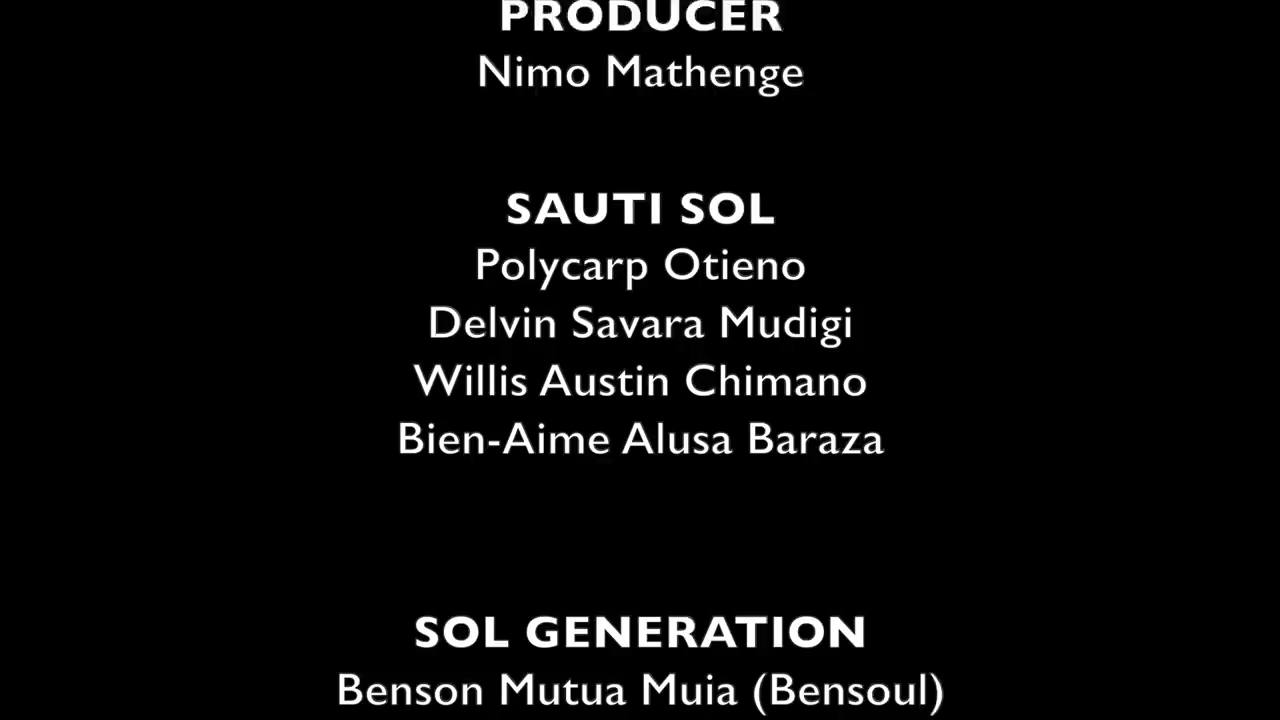 PRODUCER
Nimo Mathenge
SAUTI SOL
Polycarp Otieno
Delvin Savara Mudigi
Willis Austin Chimano
Bien-Aime Alusa Baraza
SOL GENERATION
Benson Mutua Muia (Bensoul)